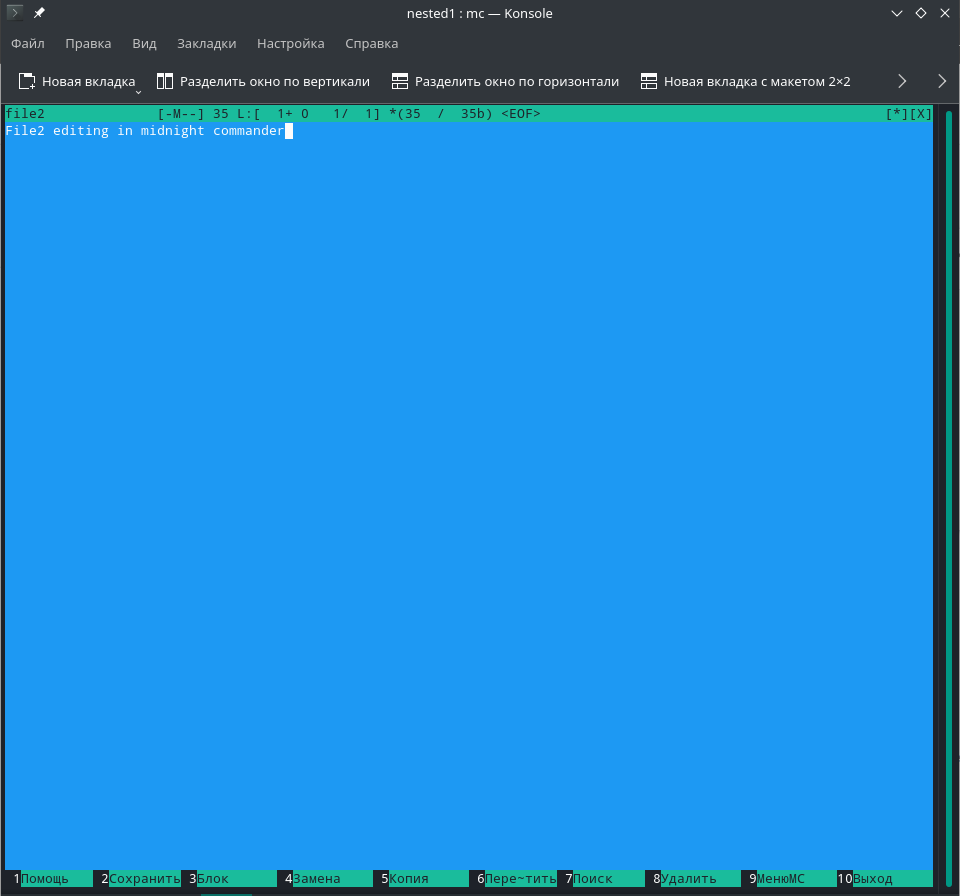 nested1 : mc — Konsole
Файл Правка Вид Закладки Настройка Справка
Новая вкладка Разделить окно по вертикали Разделить окно по горизонтали Новая вкладка с макетом 2×2
file2 [-M--] 35 L:[ 1+ 0 1/ 1] *(35 / 35b) <EOF> [*][X]
File2 editing in midnight commander
1Помощь 2Сохранить 3Блок 4Замена 5Копия 6Пере~тить 7Поиск 8Удалить 9МенюMC 10Выход